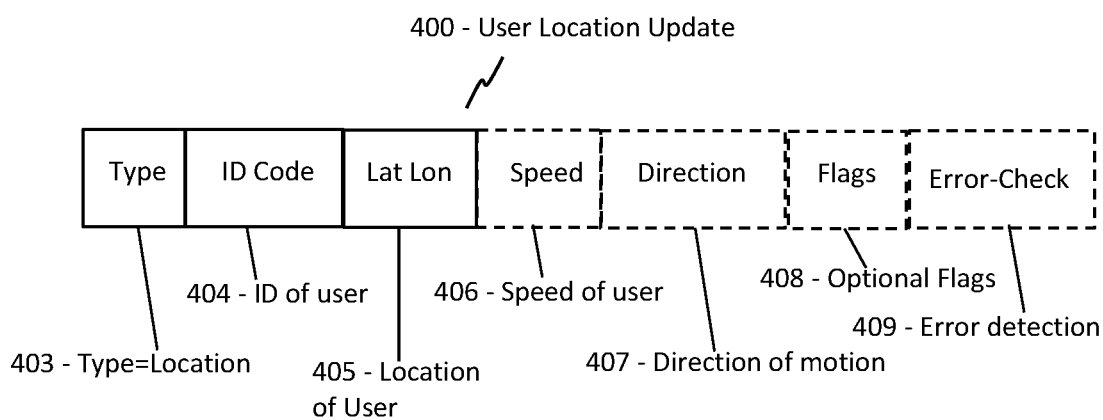 400 - User Location Update
Type
ID Code
Lat Lon
Speed
Direction
Flags
Error-Check
404 - ID of user
406 - Speed of user
408 - Optional Flags
409 - Error detection
403 - Type=Location
405 - Location
of User
407 - Direction of motion